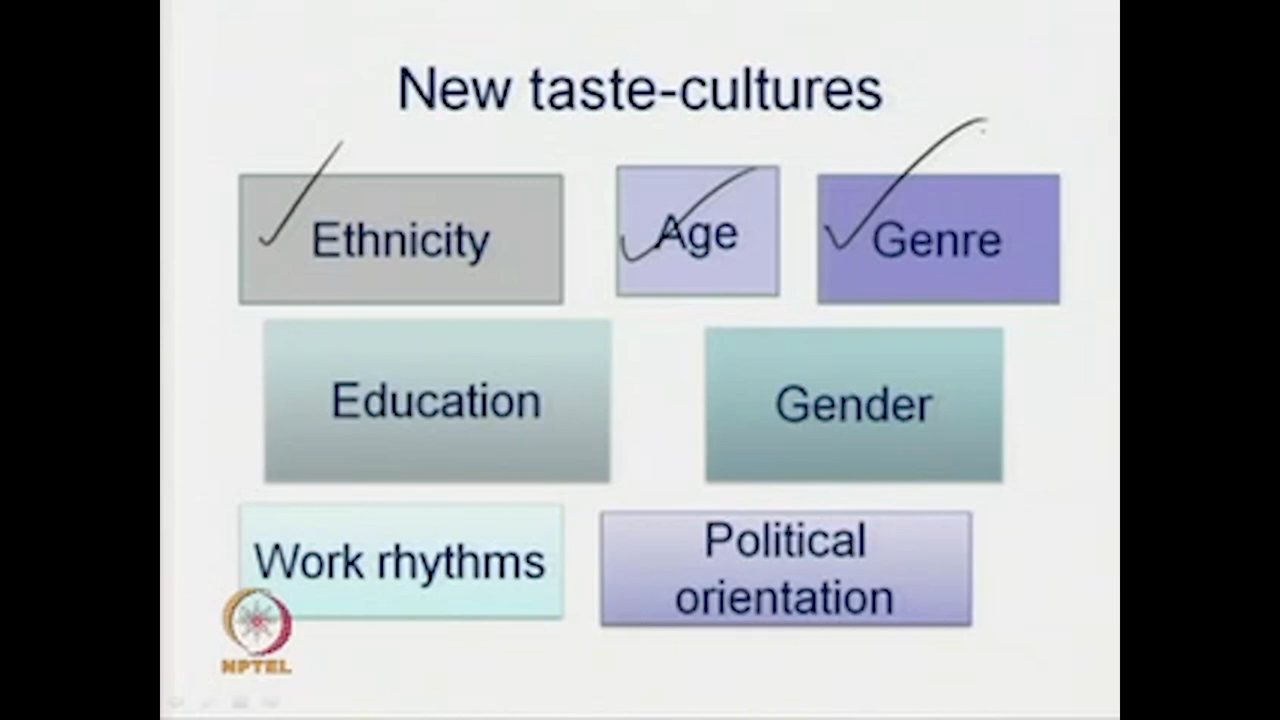 New taste-cultures
Ethnicity
Age
Genre
Education
Gender
Work rhythms
Political
orientation
NPTEL